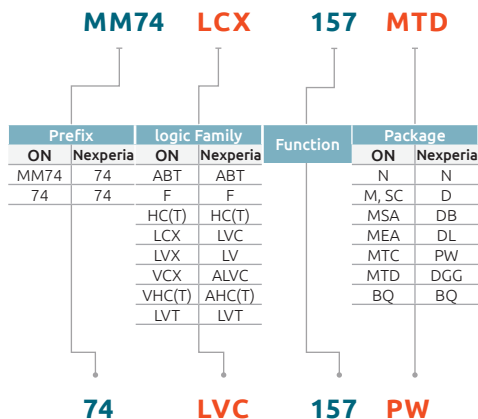 MM74 LCX 157 MTD
Prefix logic Family Function Package
ON Nexperia ON Nexperia ON Nexperia
MM74 74 ABT ABT N N
74 74 F F M, SC D
HC(T) HC(T) MSA DB
LCX LVC MEA DL
LVX LV MTC PW
VCX ALVC MTD DGG
VHC(T) AHC(T) BQ BQ
LVT LVT
74 LVC 157 PW